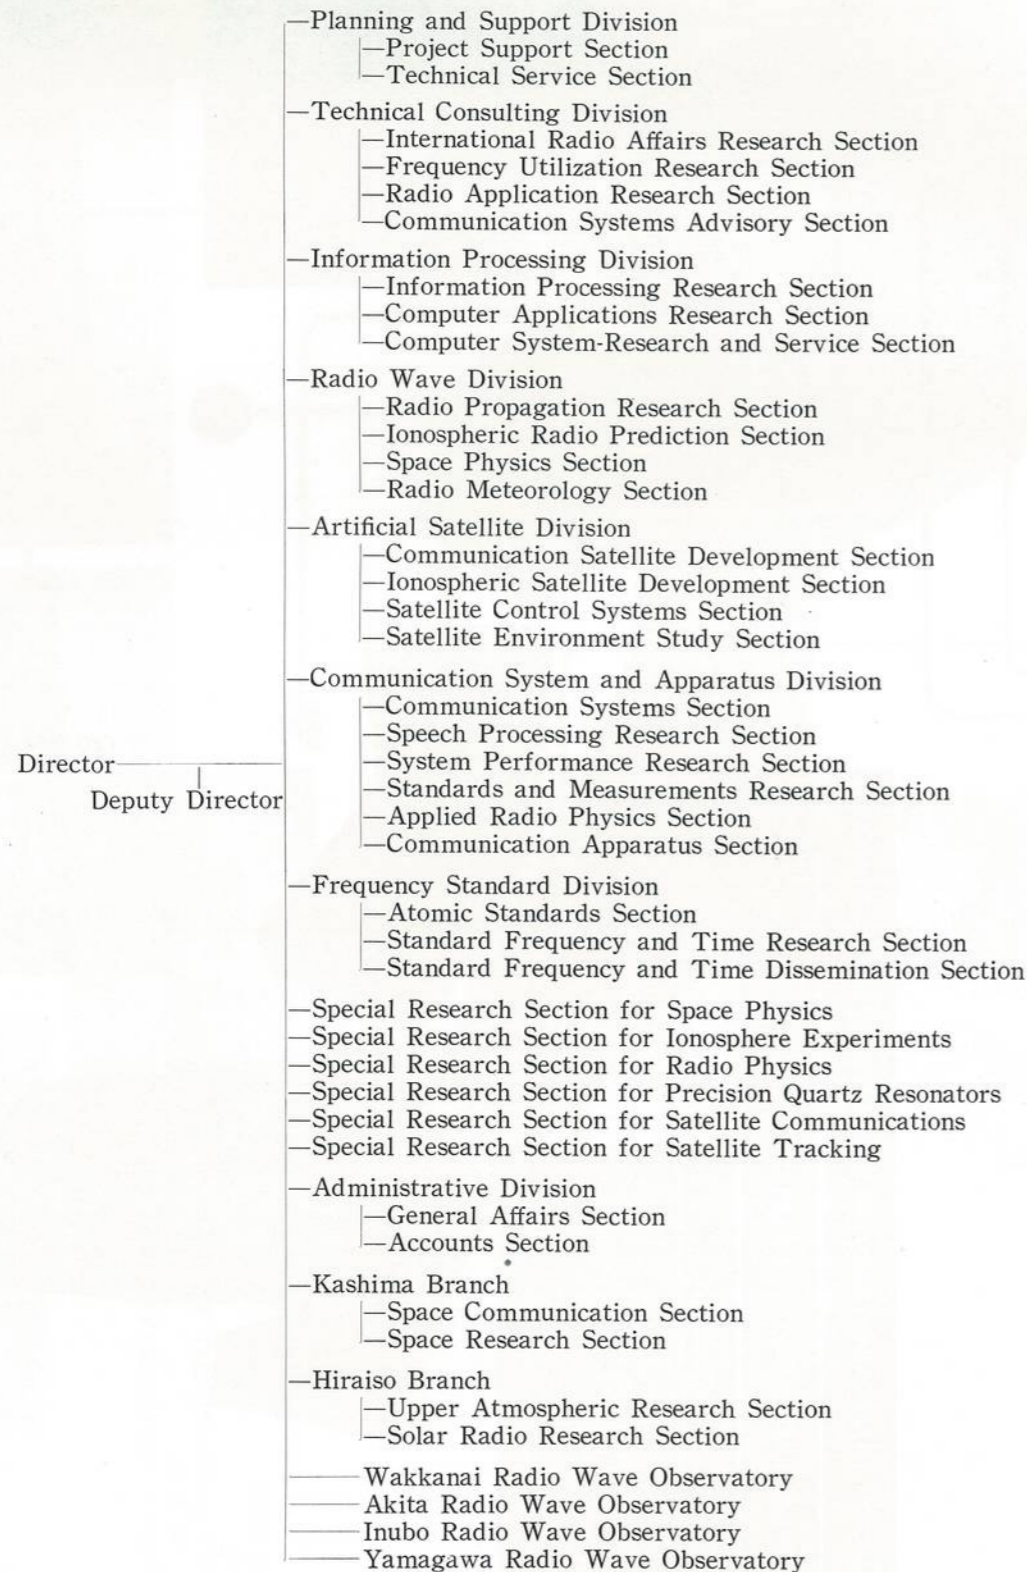 Planning and Support Division
Project Support Section
Technical Service Section
Technical Consulting Division
International Radio Affairs Research Section
Frequency Utilization Research Section
Radio Application Research Section
Communication Systems Advisory Section
Information Processing Division
Information Processing Research Section
Computer Applications Research Section
Computer System-Research and Service Section
Radio Wave Division
Radio Propagation Research Section
Ionospheric Radio Prediction Section
Space Physics Section
Radio Meteorology Section
Artificial Satellite Division
Communication Satellite Development Section
Ionospheric Satellite Development Section
Satellite Control Systems Section
Satellite Environment Study Section
Communication System and Apparatus Division
Communication Systems Section
Speech Processing Research Section
Director
System Performance Research Section
Deputy Director
Standards and Measurements Research Section
Applied Radio Physics Section
Communication Apparatus Section
Frequency Standard Division
Atomic Standards Section
Standard Frequency and Time Research Section
Standard Frequency and Time Dissemination Section
Special Research Section for Space Physics
Special Research Section for Ionosphere Experiments
Special Research Section for Radio Physics
Special Research Section for Precision Quartz Resonators
Special Research Section for Satellite Communications
Special Research Section for Satellite Tracking
Administrative Division
General Affairs Section
Accounts Section
Kashima Branch
Space Communication Section
Space Research Section
Hiraiso Branch
Upper Atmospheric Research Section
Solar Radio Research Section
Wakkanai Radio Wave Observatory
Akita Radio Wave Observatory
Inubo Radio Wave Observatory
Yamagawa Radio Wave Observatory